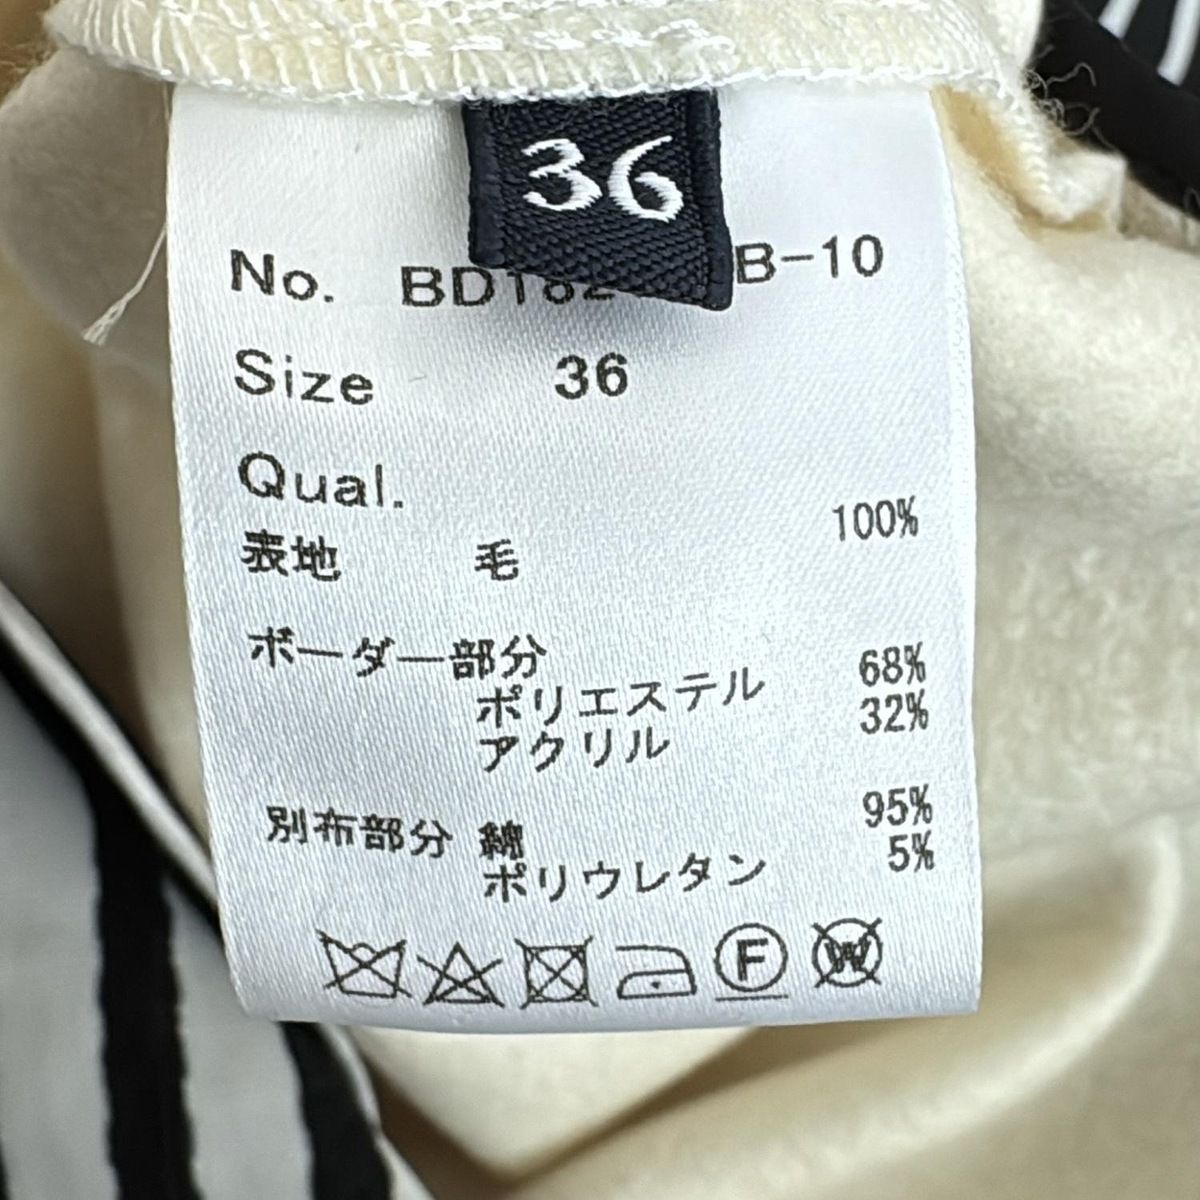 36
No. BD182 B-10
Size 36
Qual.
表地 毛 100%
ボーダー部分
ポリエステル 68%
アクリル 32%
別布部分 綿 95%
ポリウレタン 5%
F W